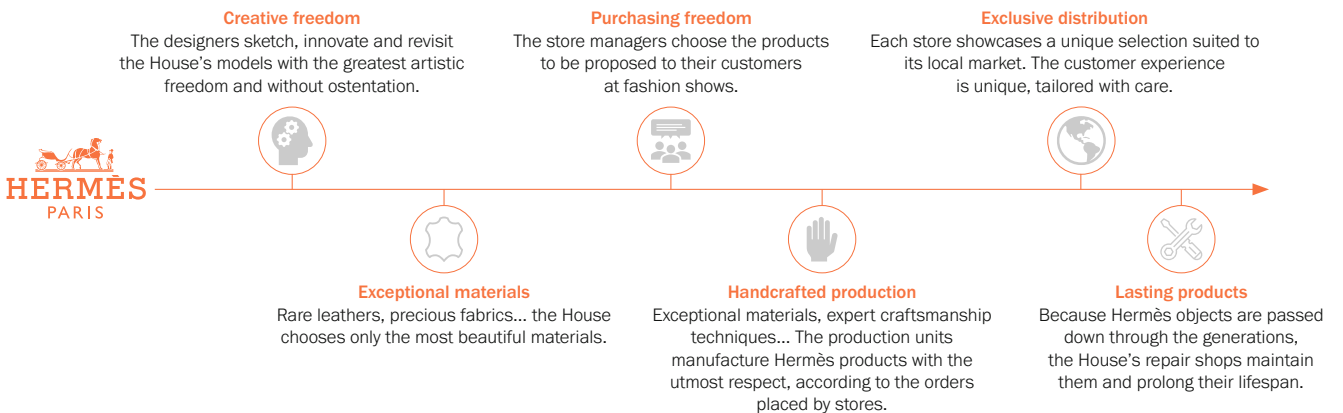 HERMÈS
PARIS
Creative freedom
The designers sketch, innovate and revisit
the House's models with the greatest artistic
freedom and without ostentation.
Exceptional materials
Rare leathers, precious fabrics... the House
chooses only the most beautiful materials.
Purchasing freedom
The store managers choose the products
to be proposed to their customers
at fashion shows.
Handcrafted production
Exceptional materials, expert craftsmanship
techniques... The production units
manufacture Hermès products with the
utmost respect, according to the orders
placed by stores.
Exclusive distribution
Each store showcases a unique selection suited to
its local market. The customer experience
is unique, tailored with care.
Lasting products
Because Hermès objects are passed
down through the generations,
the House's repair shops maintain
them and prolong their lifespan.